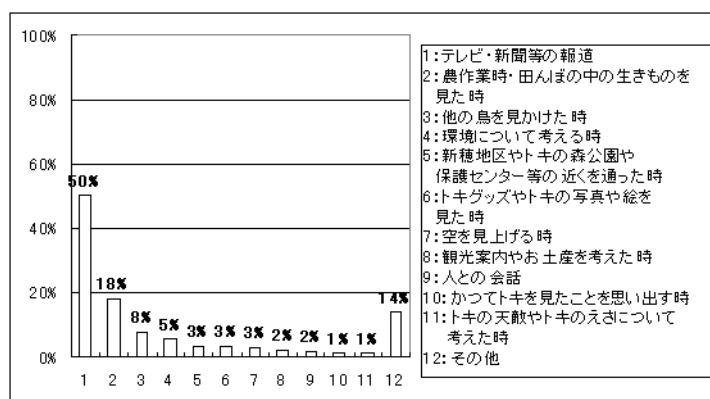 100%
80%
60%
40%
20%
0%
50%
18%
8%
5%
3%
3%
3%
2%
2%
1%
1%
14%
1 2 3 4 5 6 7 8 9 10 11 12
1:テレビ・新聞等の報道
2:農作業時・田んぼの中の生きものを
見た時
3:他の鳥を見かけた時
4:環境について考える時
5:新穂地区やトキの森公園や
保護センター等の近くを通った時
6:トキグッズやトキの写真や絵を
見た時
7:空を見上げる時
8:観光案内やお土産を考えた時
9:人との会話
10:かつてトキを見たことを思い出す時
11:トキの天敵やトキのえさについて
考えた時
12:その他